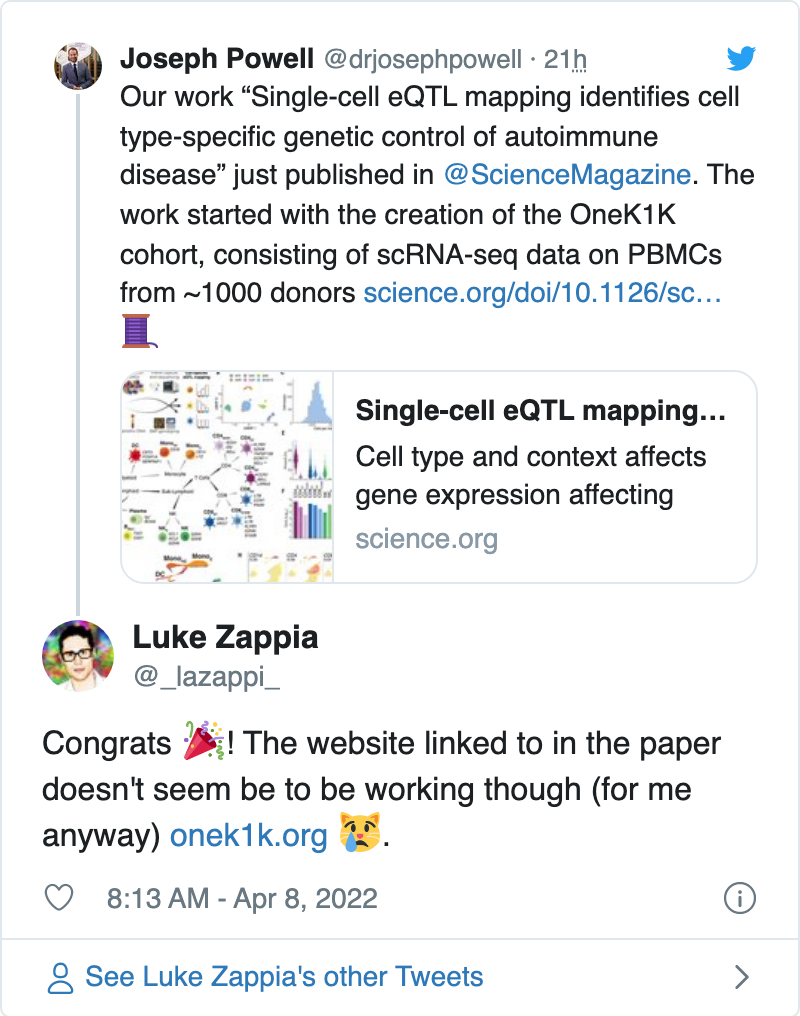 Joseph Powell @drjosephpowell · 21h
Our work “Single-cell eQTL mapping identifies cell
type-specific genetic control of autoimmune
disease” just published in @ScienceMagazine. The
work started with the creation of the OneK1K
cohort, consisting of scRNA-seq data on PBMCs
from ~1000 donors science.org/doi/10.1126/sc…
🧵
Single-cell eQTL mapping…
Cell type and context affects
gene expression affecting
science.org
Luke Zappia
@_lazappi_
Congrats 🎉! The website linked to in the paper
doesn't seem be to be working though (for me
anyway) onek1k.org 😿.
8:13 AM - Apr 8, 2022
See Luke Zappia's other Tweets